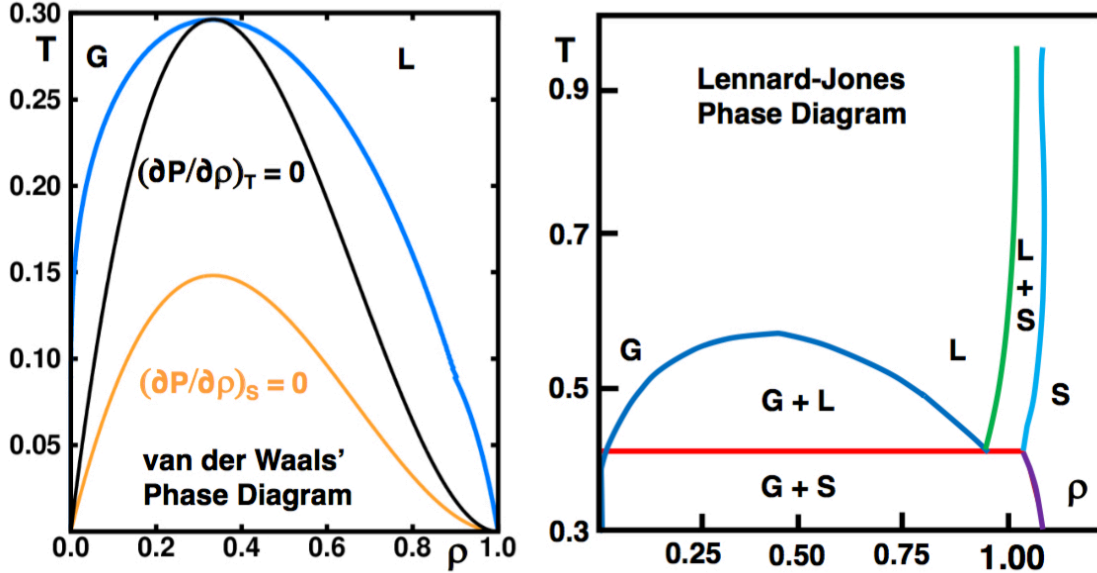 0.30
T
G
L
0.25
(∂P/∂ρ)T = 0
0.20
0.15
0.10
(∂P/∂ρ)S = 0
0.05
van der Waals'
Phase Diagram
0.0
0.2
0.4
0.6
0.8
ρ
1.0
T
Lennard-Jones
Phase Diagram
0.9
0.7
L
+
S
G
L
0.5
G + L
S
G + S
ρ
0.3
0.25
0.50
0.75
1.00